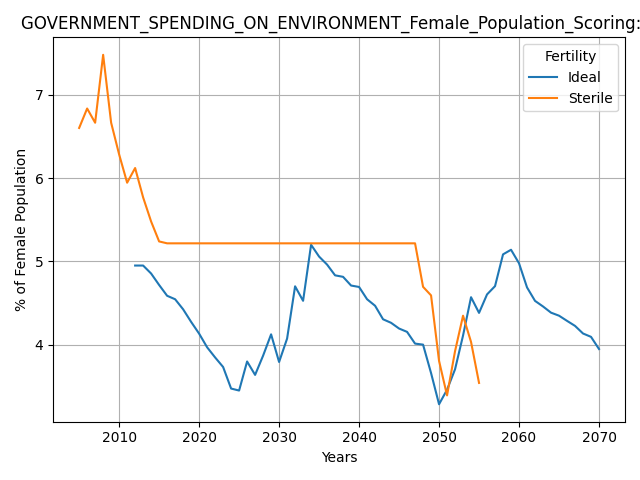 GOVERNMENT_SPENDING_ON_ENVIRONMENT_Female_Population_Scoring:
Fertility
Ideal
Sterile
% of Female Population
7
6
5
4
2010 2020 2030 2040 2050 2060 2070
Years